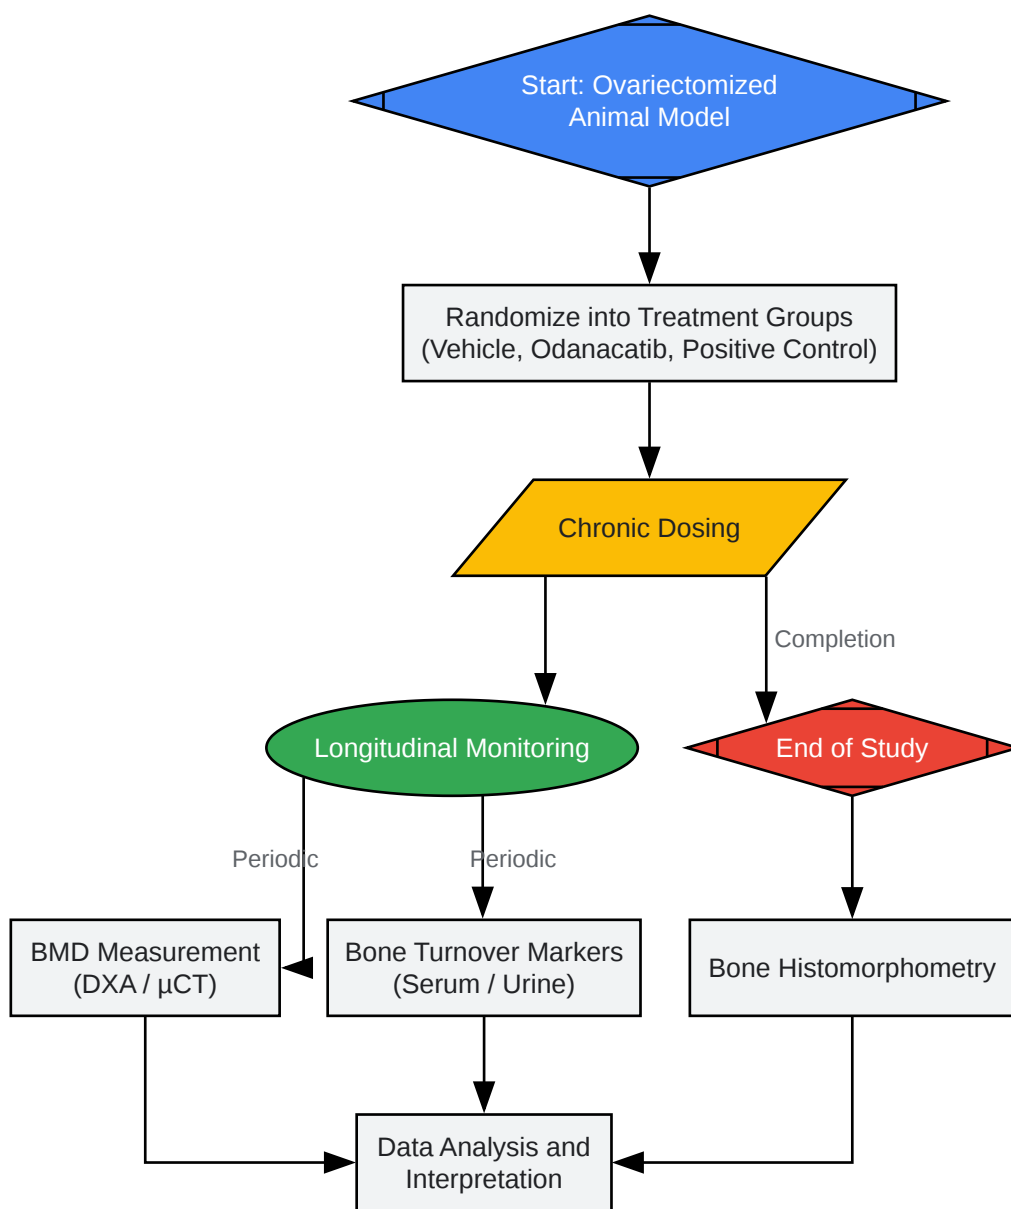 Start: Ovariectomized
Animal Model
Randomize into Treatment Groups
(Vehicle, Odanacatib, Positive Control)
Chronic Dosing
Completion
Longitudinal Monitoring
End of Study
Periodic
Periodic
BMD Measurement
(DXA / µCT)
Bone Turnover Markers
(Serum / Urine)
Bone Histomorphometry
Data Analysis and
Interpretation